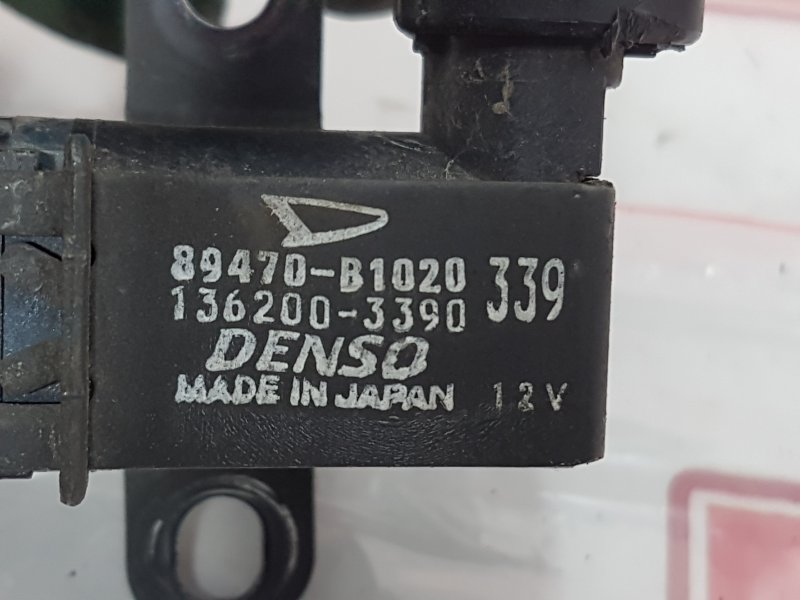 89470-B1020 339
136200-3390
DENSO
MADE IN JAPAN 12V